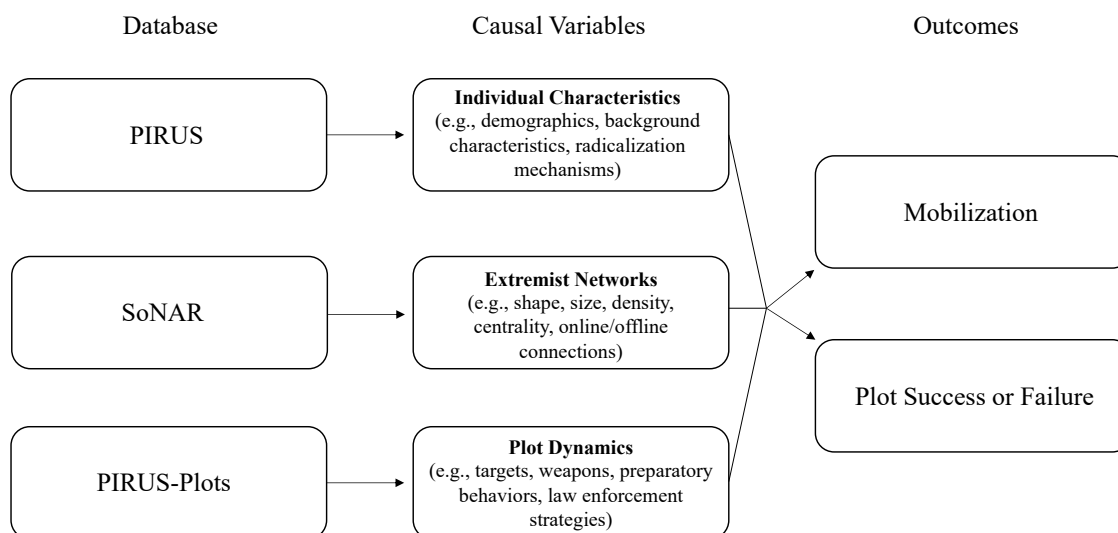 Database
Causal Variables
Outcomes
PIRUS
Individual Characteristics
(e.g., demographics, background
characteristics, radicalization
mechanisms)
Mobilization
SoNAR
Extremist Networks
(e.g., shape, size, density,
centrality, online/offline
connections)
Plot Success or Failure
PIRUS-Plots
Plot Dynamics
(e.g., targets, weapons, preparatory
behaviors, law enforcement
strategies)